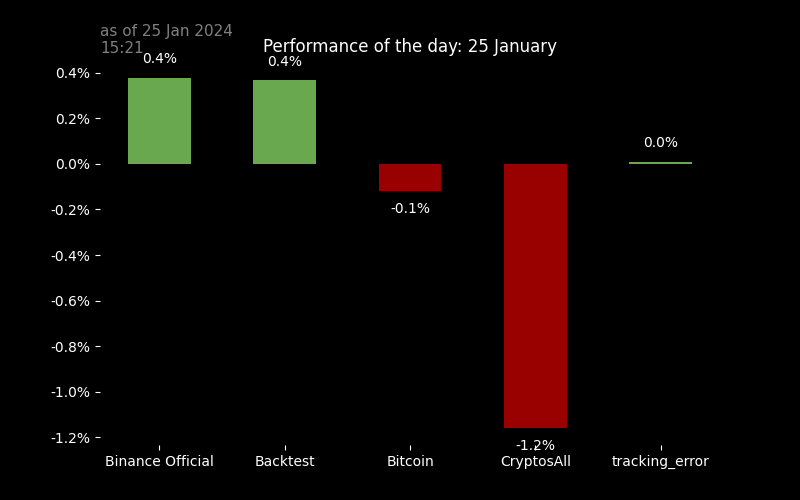 as of 25 Jan 2024
15:21
Performance of the day: 25 January
0.4%
0.4%
-0.1%
-1.2%
0.0%
0.4%
0.2%
0.0%
-0.2%
-0.4%
-0.6%
-0.8%
-1.0%
-1.2%
Binance Official
Backtest
Bitcoin
CryptosAll
tracking_error